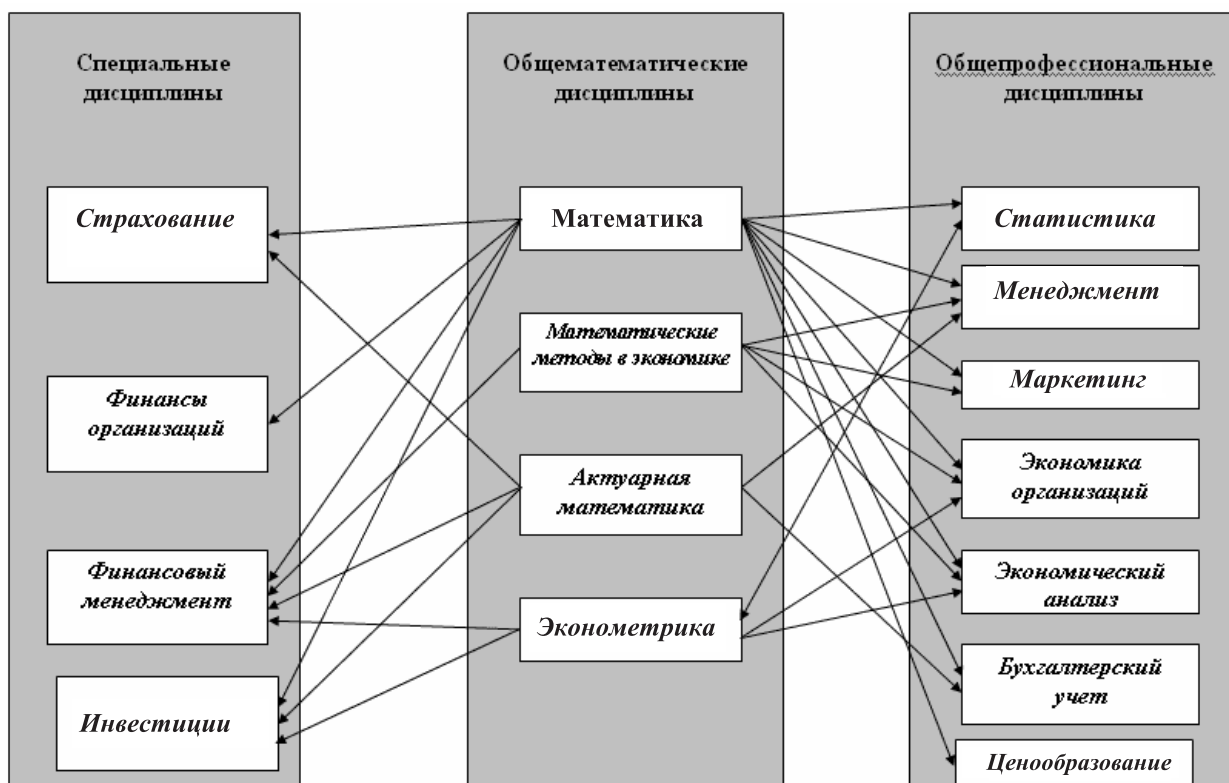 Специальные
дисциплины
Страхование
Финансы
организаций
Финансовый
менеджмент
Инвестиции
Общематематические
дисциплины
Математика
Математические
методы в экономике
Актуарная
математика
Эконометрика
Общепрофессиональные
дисциплины
Статистика
Менеджмент
Маркетинг
Экономика
организаций
Экономический
анализ
Бухгалтерский
учет
Ценообразование